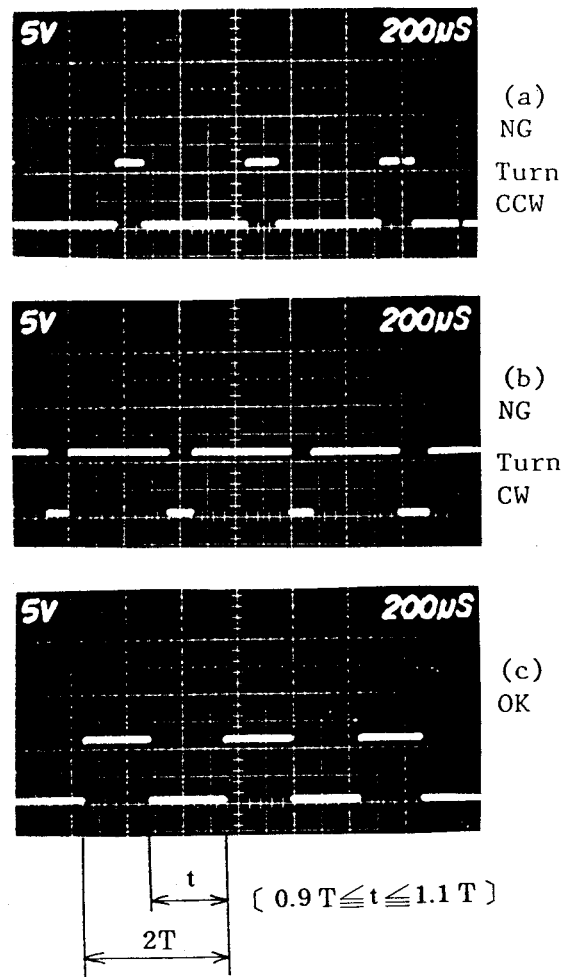 5V 200μS
(a)
NG
Turn
CCW
5V 200μS
(b)
NG
Turn
CW
5V 200μS
(c)
OK
t [ 0.9 T ≦ t ≦ 1.1 T ]
2T